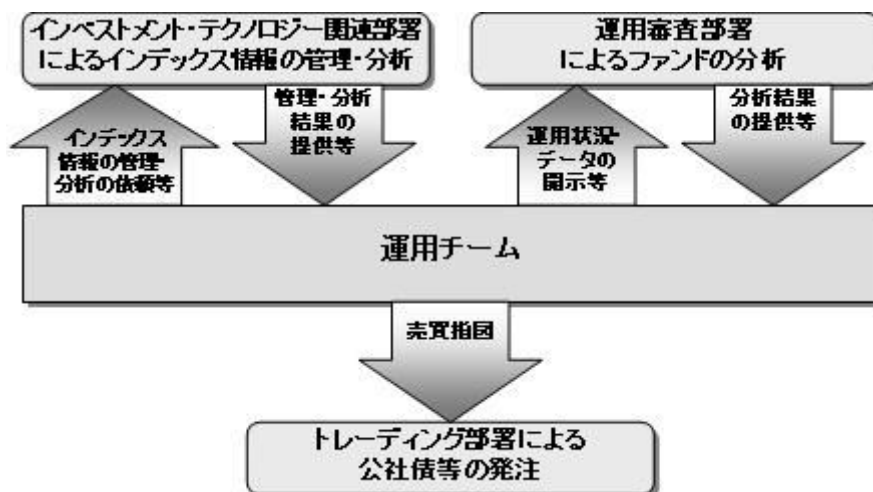 インベストメント・テクノロジー関連部署
によるインデックス情報の管理・分析
運用審査部署
によるファンドの分析
インデックス
情報の管理・
分析の依頼等
管理・分析
結果の
提供等
運用状況・
データの
開示等
分析結果
の提供等
運用チーム
売買指図
トレーディング部署による
公社債等の発注